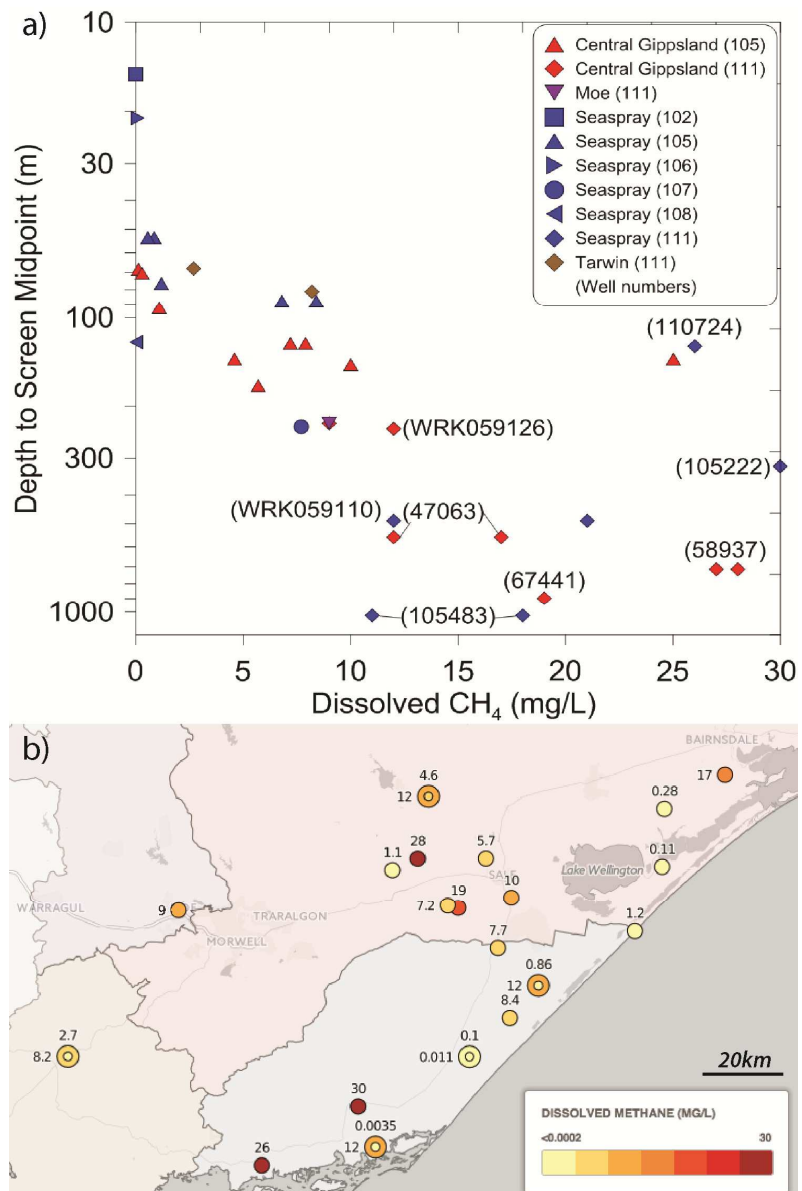 a)
10
30
100
300
1000
Depth to Screen Midpoint (m)
Central Gippsland (105)
Central Gippsland (111)
Moe (111)
Seaspray (102)
Seaspray (105)
Seaspray (106)
Seaspray (107)
Seaspray (108)
Seaspray (111)
Tarwin (111)
(Well numbers)
(110724)
(WRK059126)
(105222)
(WRK059110)
(47063)
(58937)
(67441)
(105483)
0 5 10 15 20 25 30
Dissolved CH₄ (mg/L)
b)
BAIRNSDALE
17
4.6
12
0.28
28
5.7
1.1
0.11
Lake Wellington
SALE
WARRAGUL
9
TRARALGON
7.2
19
10
MORWELL
1.2
7.7
0.86
12
8.4
2.7
8.2
0.1
0.011
20km
30
0.0035
12
26
DISSOLVED METHANE (MG/L)
<0.0002 30